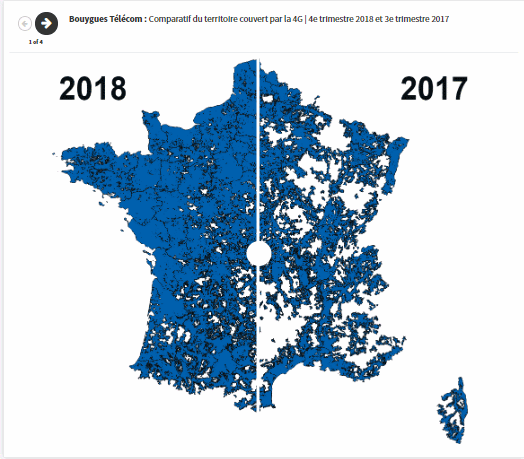 Bouygues Télécom : Comparatif du territoire couvert par la 4G | 4e trimestre 2018 et 3e trimestre 2017
1 of 4
2018
2017